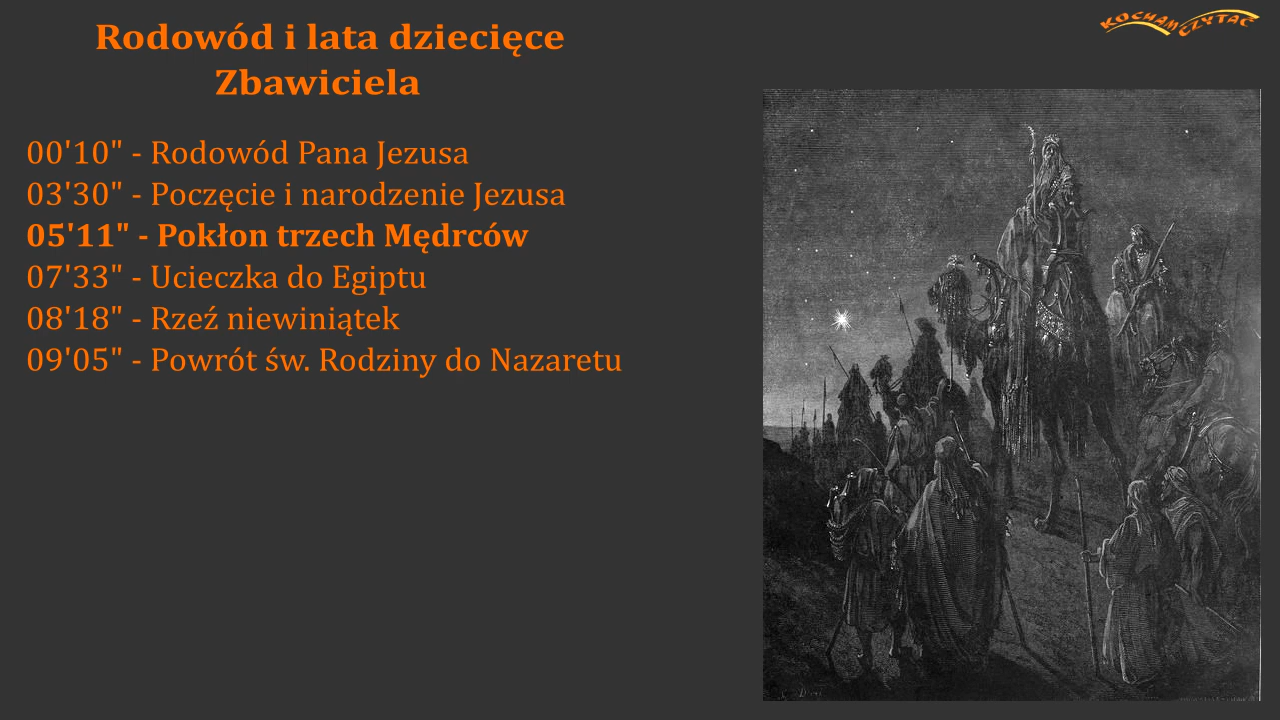 Rodowód i lata dziecięce
Zbawiciela
KOCHAM CZYTAĆ
00'10" - Rodowód Pana Jezusa
03'30" - Poczęcie i narodzenie Jezusa
05'11" - Pokłon trzech Mędrców
07'33" - Ucieczka do Egiptu
08'18" - Rzeź niewiniątek
09'05" - Powrót św. Rodziny do Nazaretu